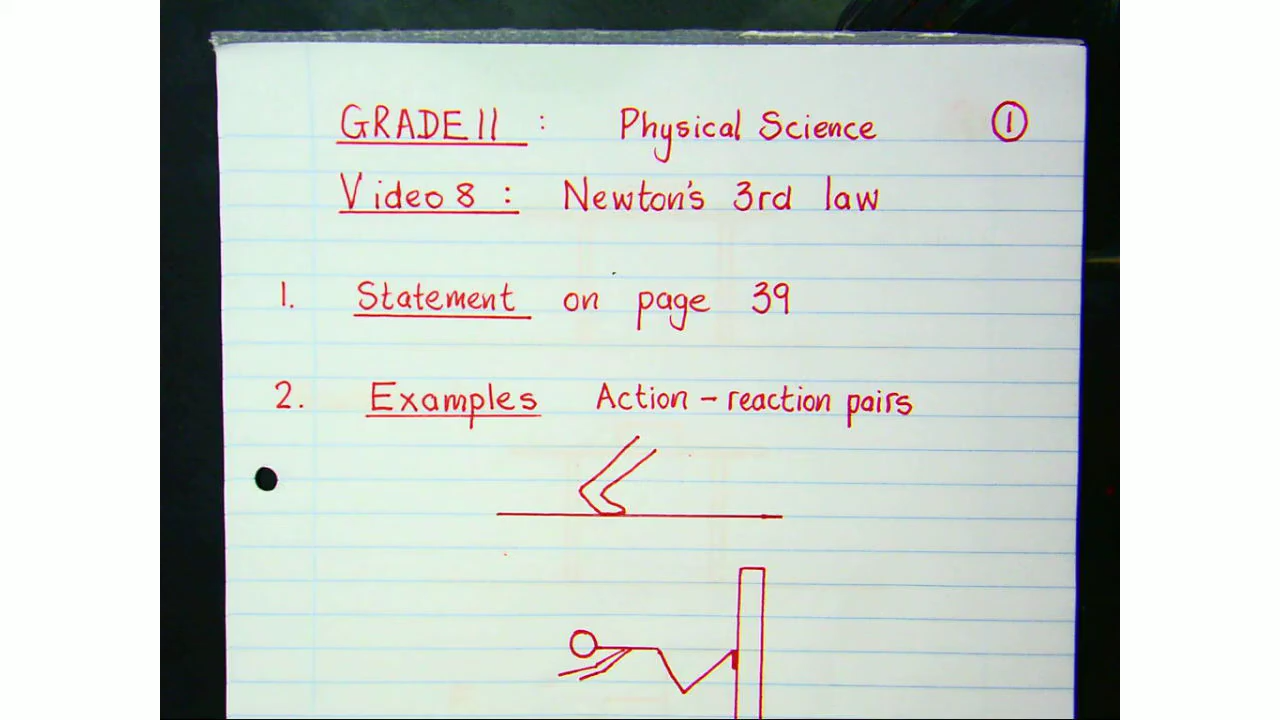 GRADE 11 : Physical Science ①
Video 8 : Newton's 3rd law
1. Statement on page 39
2. Examples Action - reaction pairs